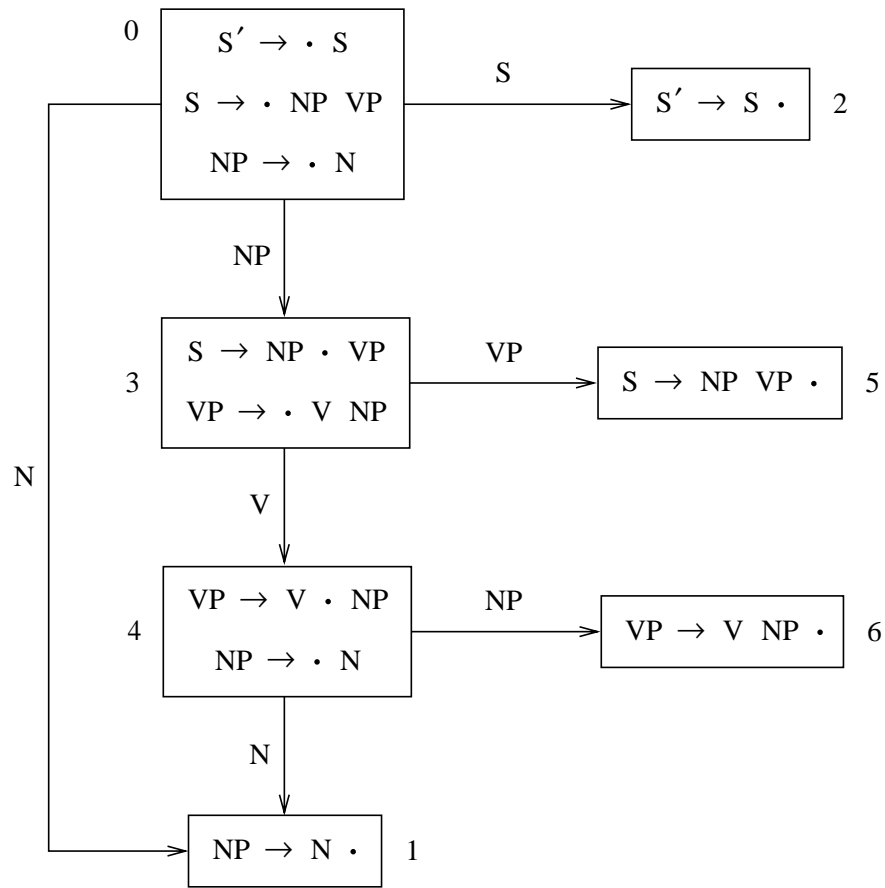 0
S′ → · S
S → · NP VP
NP → · N
S
S′ → S ·
2
NP
3
S → NP · VP
VP → · V NP
VP
S → NP VP ·
5
N
V
4
VP → V · NP
NP → · N
NP
VP → V NP ·
6
N
NP → N ·
1